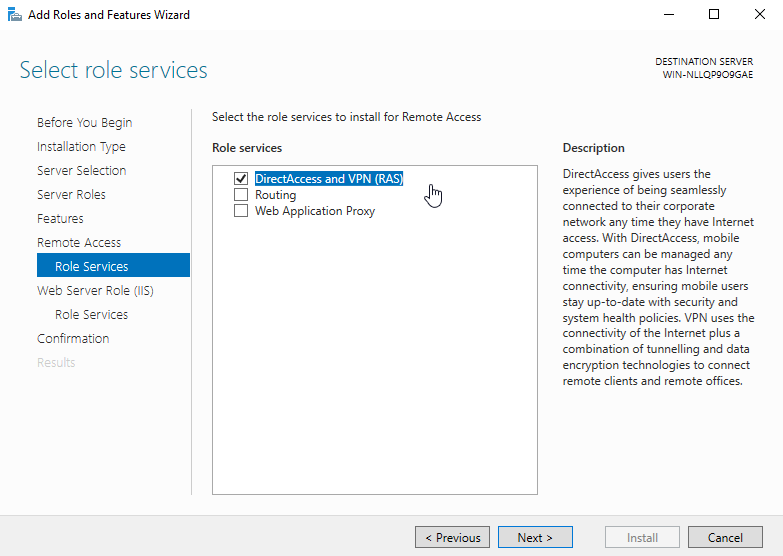 Add Roles and Features Wizard
Select role services
DESTINATION SERVER
WIN-NLLQP9O9GAE
Before You Begin
Installation Type
Server Selection
Server Roles
Features
Remote Access
Role Services
Web Server Role (IIS)
Role Services
Confirmation
Results
Select the role services to install for Remote Access
Role services
DirectAccess and VPN (RAS)
Routing
Web Application Proxy
Description
DirectAccess gives users the
experience of being seamlessly
connected to their corporate
network any time they have Internet
access. With DirectAccess, mobile
computers can be managed any
time the computer has Internet
connectivity, ensuring mobile users
stay up-to-date with security and
system health policies. VPN uses the
connectivity of the Internet plus a
combination of tunnelling and data
encryption technologies to connect
remote clients and remote offices.
< Previous
Next >
Install
Cancel